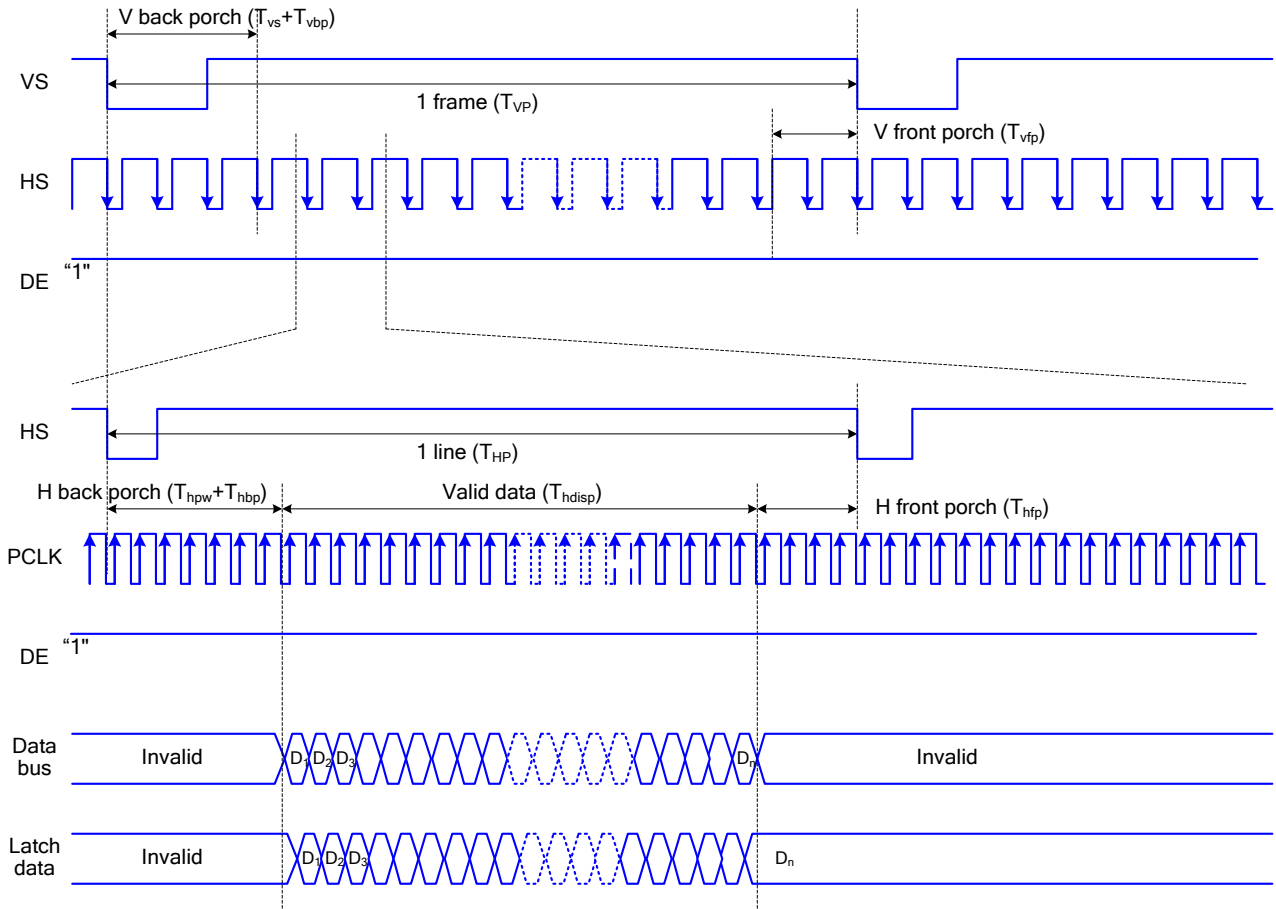 V back porch (Tvs+Tvbp)
VS
1 frame (TVP)
V front porch (Tvfp)
HS
DE “1"
HS
1 line (THP)
H back porch (Thpw+Thbp)
Valid data (Thdisp)
H front porch (Thfp)
PCLK
DE “1"
Data
bus
Invalid
D1 D2 D3
Dn
Invalid
Latch
data
Invalid
D1 D2 D3
Dn